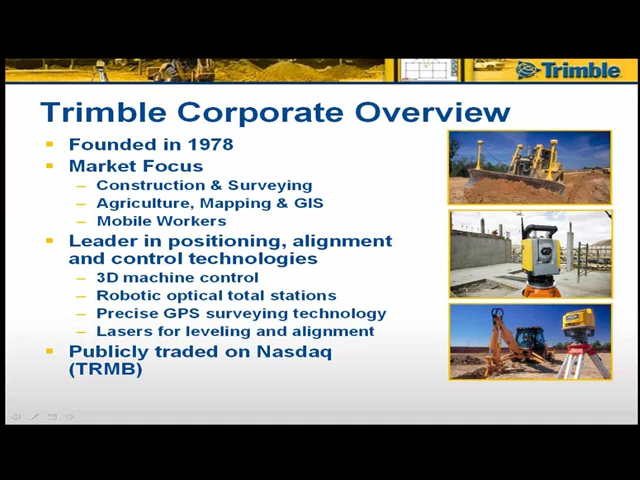 Trimble
Trimble Corporate Overview
Founded in 1978
Market Focus
– Construction & Surveying
– Agriculture, Mapping & GIS
– Mobile Workers
Leader in positioning, alignment
and control technologies
– 3D machine control
– Robotic optical total stations
– Precise GPS surveying technology
– Lasers for leveling and alignment
Publicly traded on Nasdaq
(TRMB)